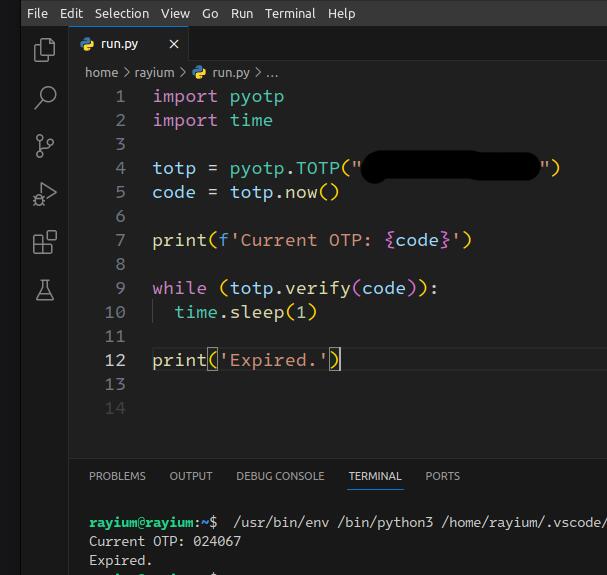 File Edit Selection View Go Run Terminal Help
run.py
home > rayium > run.py > ...
1 import pyotp
2 import time
3
4 totp = pyotp.TOTP("")
5 code = totp.now()
6
7 print(f'Current OTP: {code}')
8
9 while (totp.verify(code)):
10   time.sleep(1)
11
12 print('Expired.')
13
14
PROBLEMS OUTPUT DEBUG CONSOLE TERMINAL PORTS
rayium@rayium:~$ /usr/bin/env /bin/python3 /home/rayium/.vscode/
Current OTP: 024067
Expired.